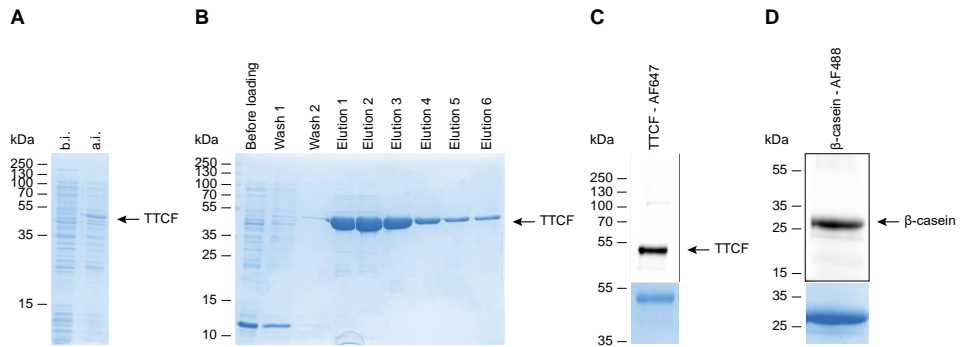 A
kDa
b.i.
a.i.
250
130
100
70
55
35
15
TTCF
B
kDa
Before loading
Wash 1
Wash 2
Elution 1
Elution 2
Elution 3
Elution 4
Elution 5
Elution 6
250
130
100
70
55
35
25
15
10
TTCF
C
kDa
TTCF - AF647
250
130
100
70
55
TTCF
55
35
D
kDa
β-casein - AF488
55
35
25
15
β-casein
35
25